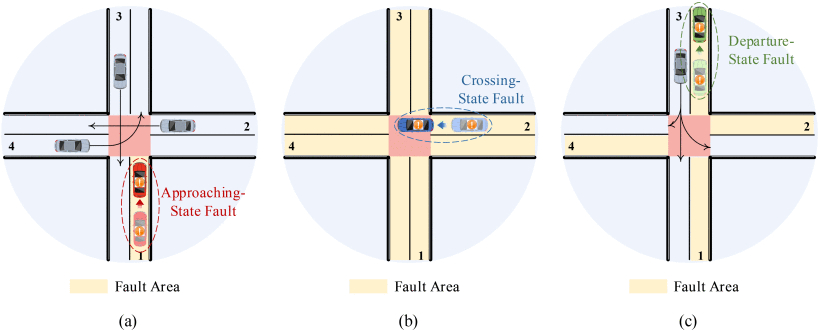 3
2
4
Approaching-
State Fault
1
Fault Area
(a)
3
Crossing-
State Fault
2
4
1
Fault Area
(b)
3
Departure-
State Fault
2
4
1
Fault Area
(c)